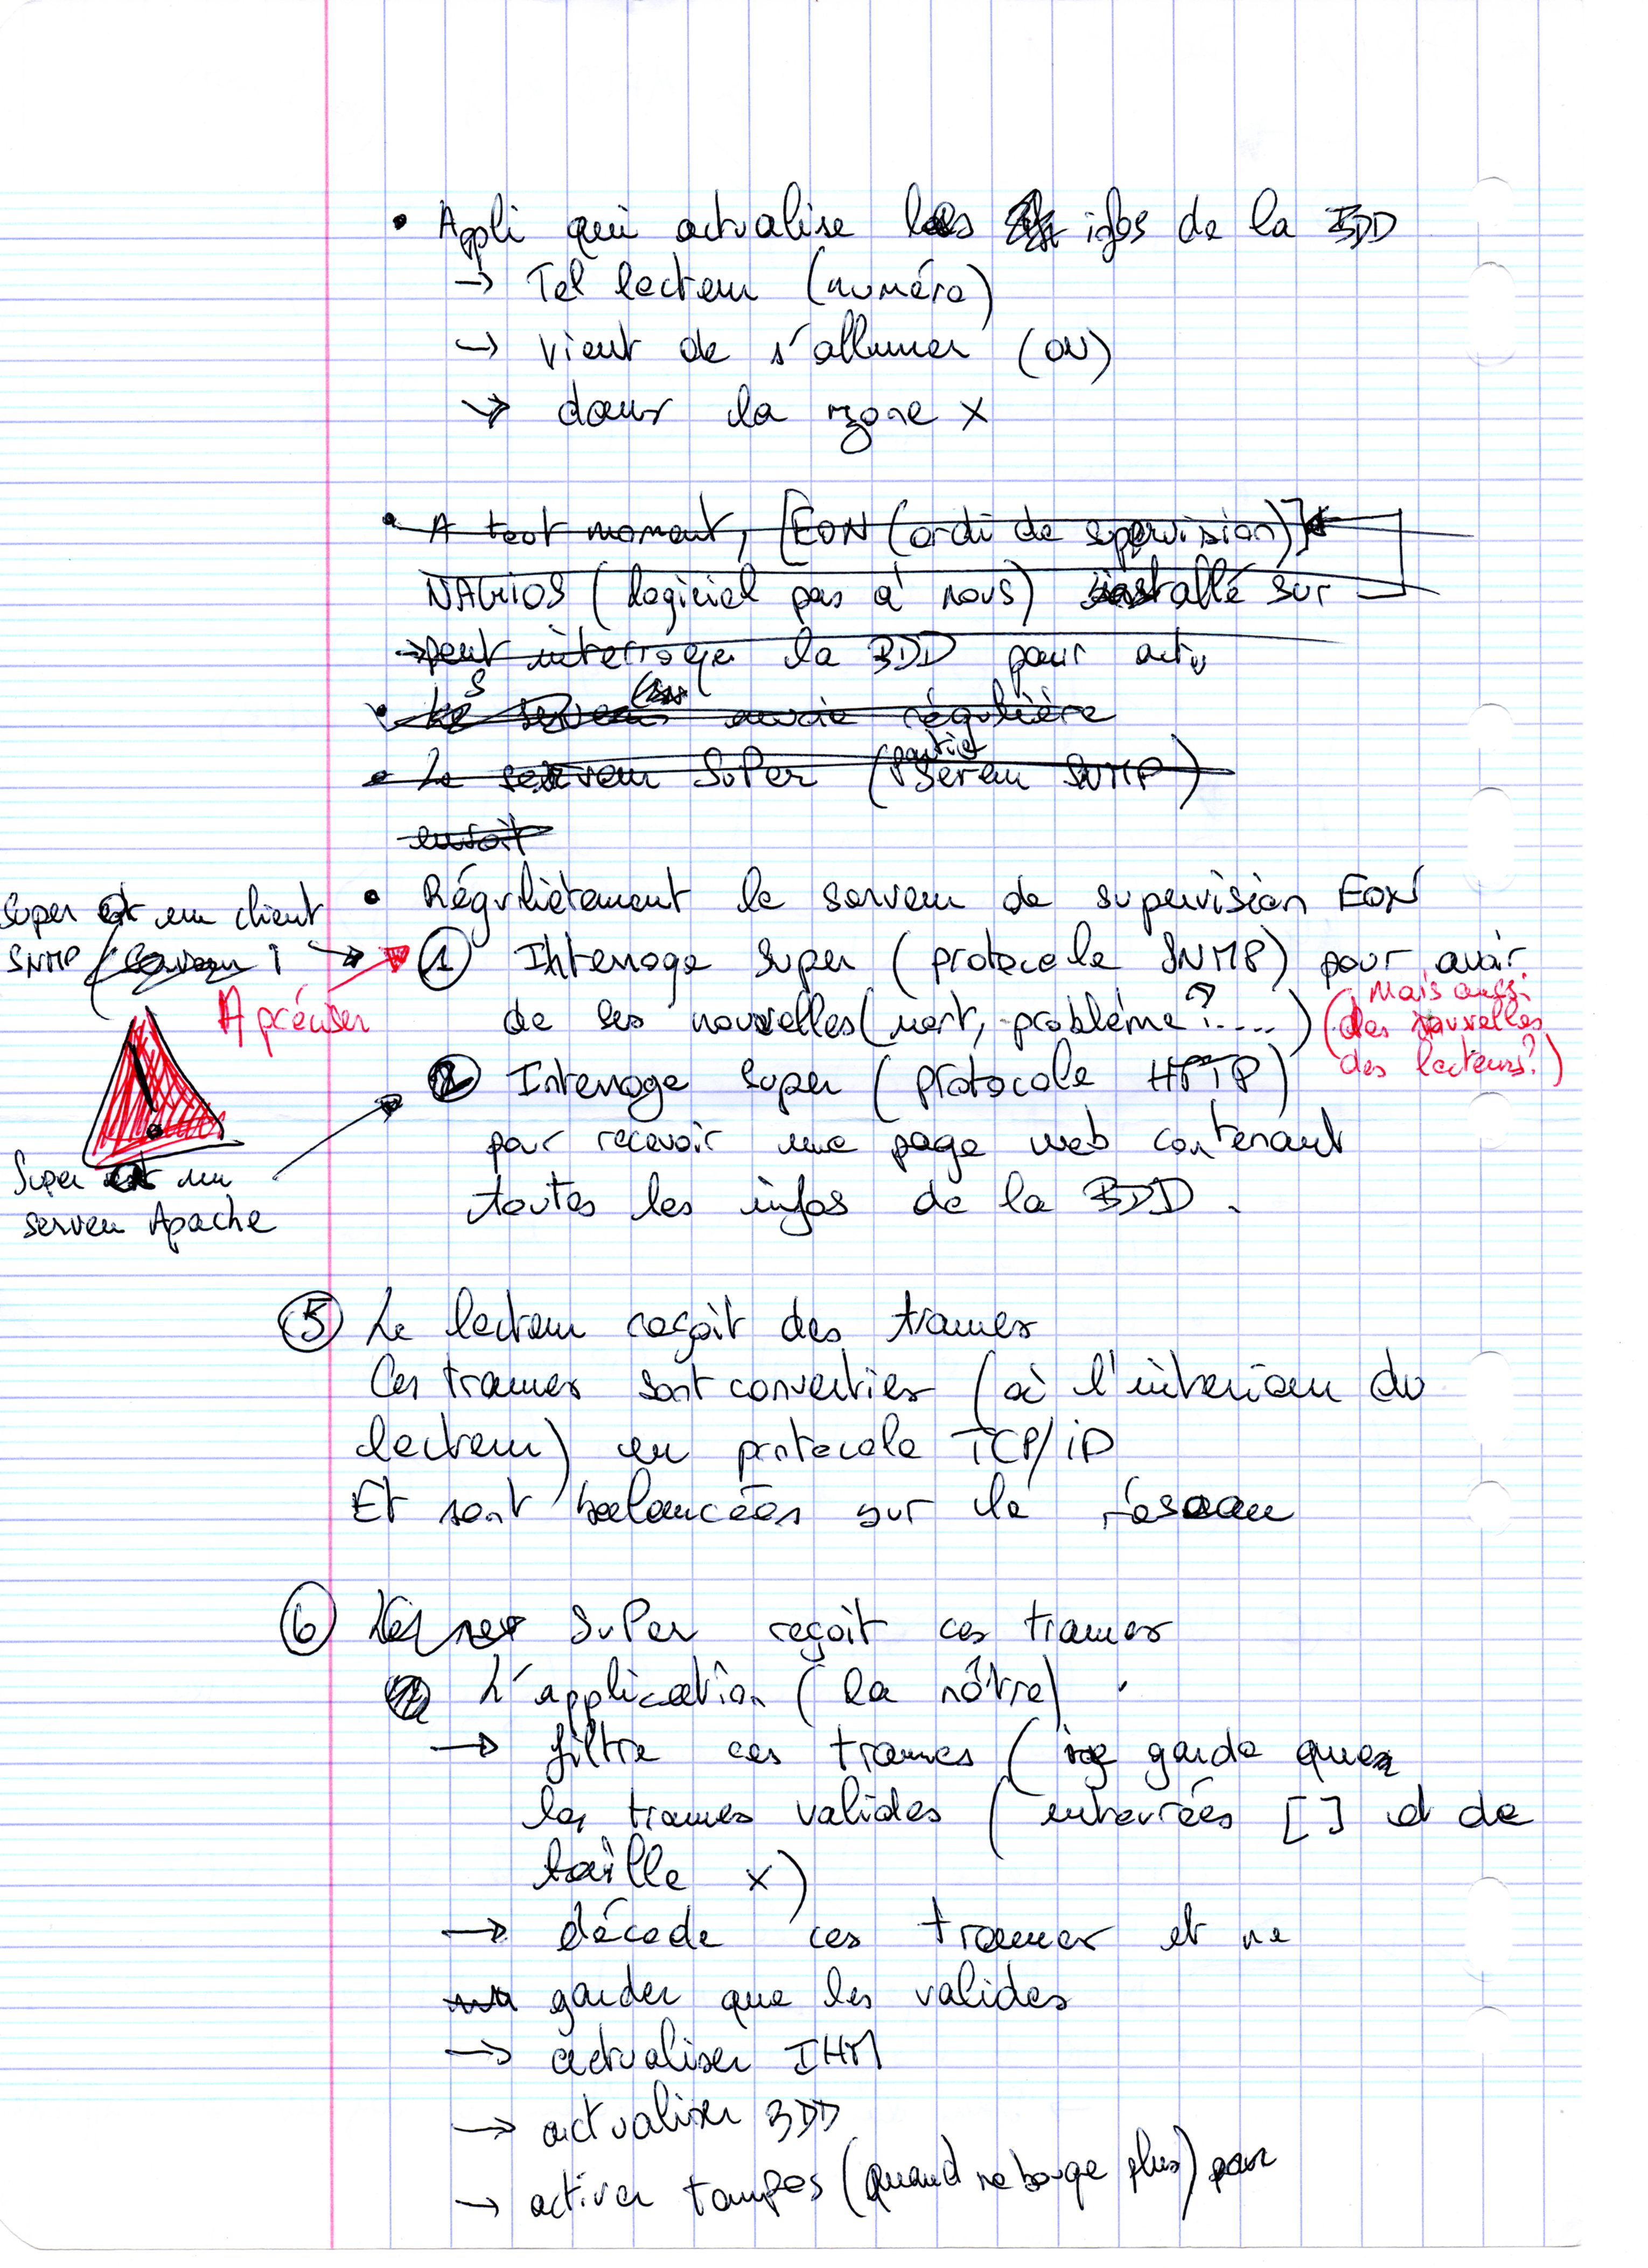 • Appli qui actualise les infos de la BDD
→ Tel lecteur (numéro)
→ vient de s'allumer (ON)
→ dans la zone X
• A tout moment, [EON (ordi de supervision)]
NAGIOS (logiciel pas à nous) installé sur
→ peut interroger la BDD pour actu
• Le serveur envoie régulière
• Le serveur SuPer (partie serveur SNMP)
envoit
• Régulièrement le serveur de supervision EON
Super est un client
SNMP (serveur !
① Interroge Super (protocole SNMP) pour avoir
A préciser
de ses nouvelles (mort, problème ?....)
(Mais aussi
des nouvelles
des lecteurs?)
② Interroge Super (protocole HTTP)
pour recevoir une page web contenant
toutes les infos de la BDD.
!
Super est un
serveur Apache
⑤ Le lecteur reçoit des trames
Ces trames sont converties (à l'intérieur du
lecteur) en protocole TCP/IP
Et sont balancées sur le réseau
⑥ SuPer reçoit ces trames
L'application (la nôtre)
→ filtre ces trames (ne garde que
les trames valides (entourées [] et de
taille x)
→ décode ces trames et ne
garder que les valides
→ actualiser IHM
→ actualiser BDD
→ activer tempos (quand ne bouge plus) pour